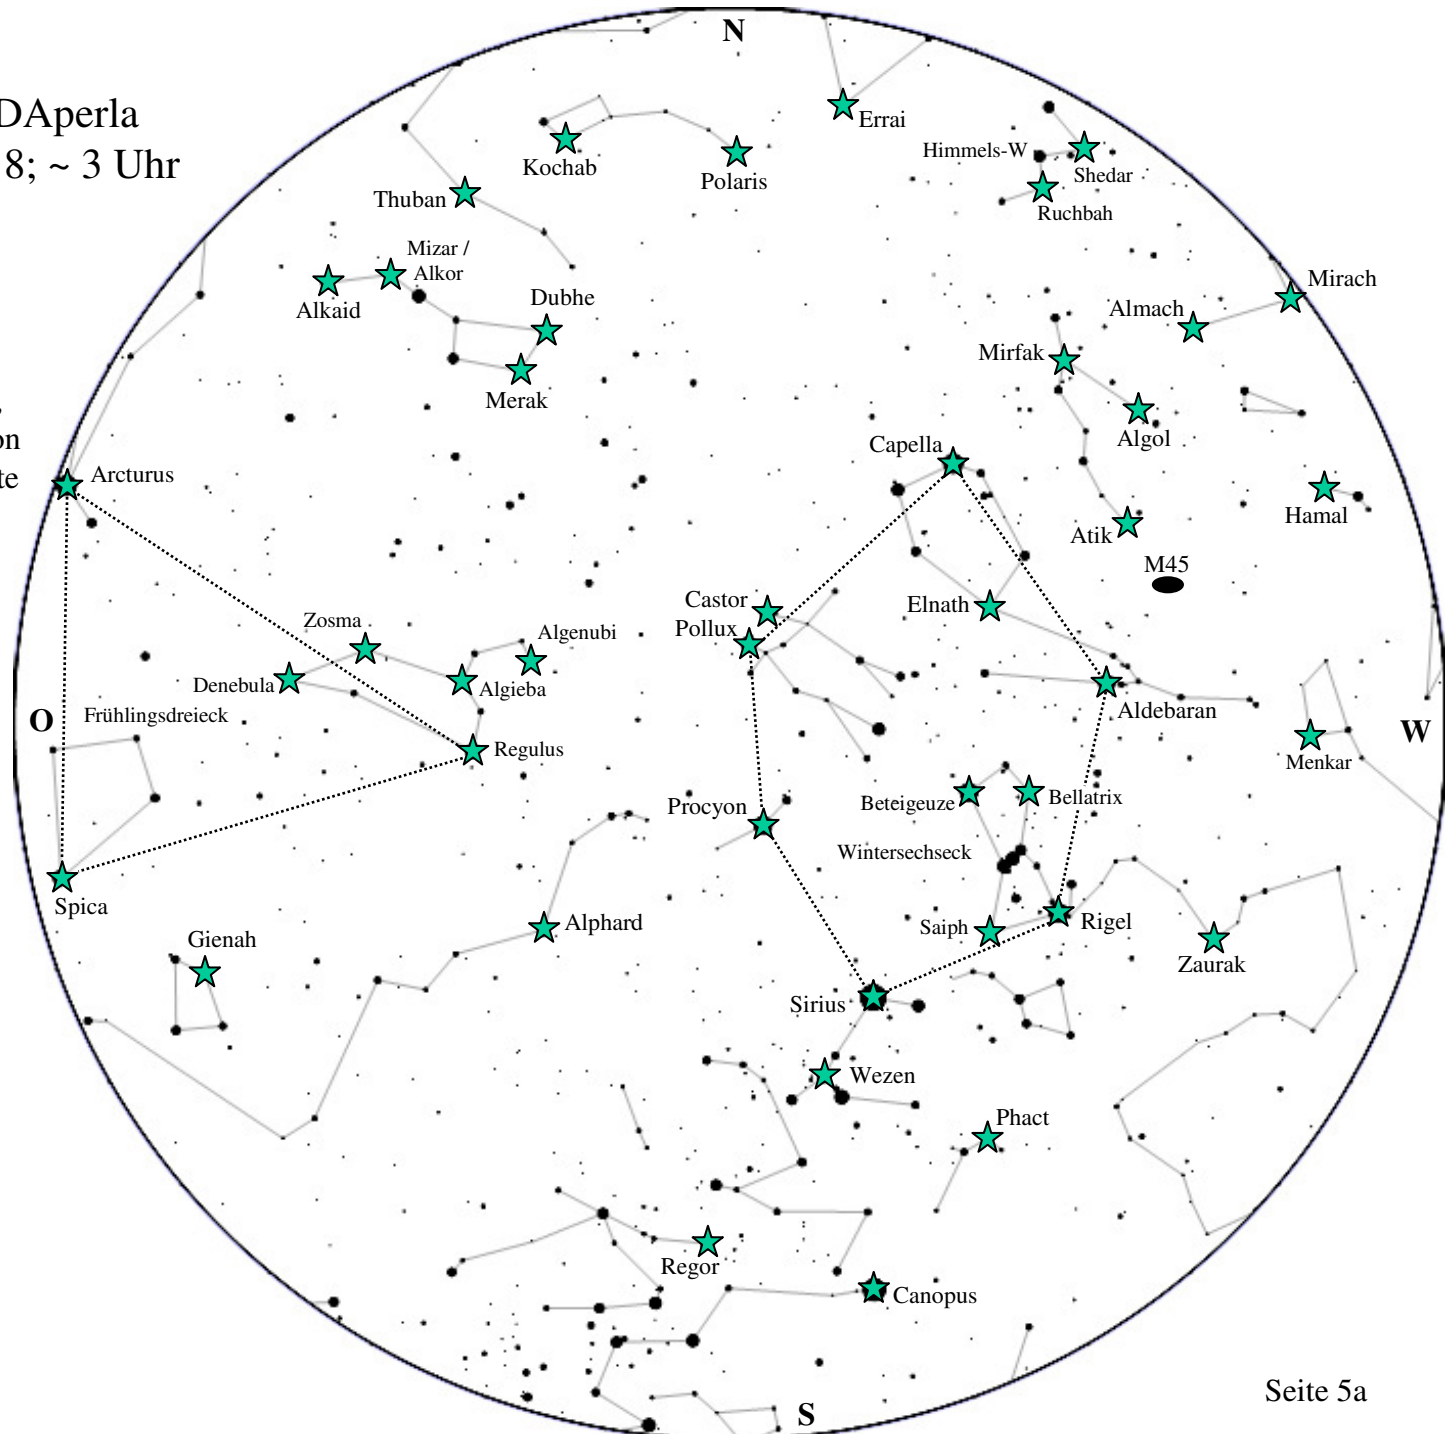 N
DAperla
8; ~ 3 Uhr
Errai
Himmels-W
Shedar
Ruchbah
Kochab
Polaris
Thuban
Mizar /
Alkor
Alkaid
Dubhe
Merak
Mirach
Almach
Mirfak
Algol
on
te
Arcturus
Capella
Hamal
Atik
M45
Castor
Pollux
Elnath
Zosma
Algenubi
Denebula
Algieba
Aldebaran
O
Frühlingsdreieck
W
Regulus
Menkar
Procyon
Beteigeuze
Bellatrix
Wintersechseck
Spica
Alphard
Saiph
Rigel
Gienah
Zaurak
Sirius
Wezen
Phact
Regor
Canopus
Seite 5a
S